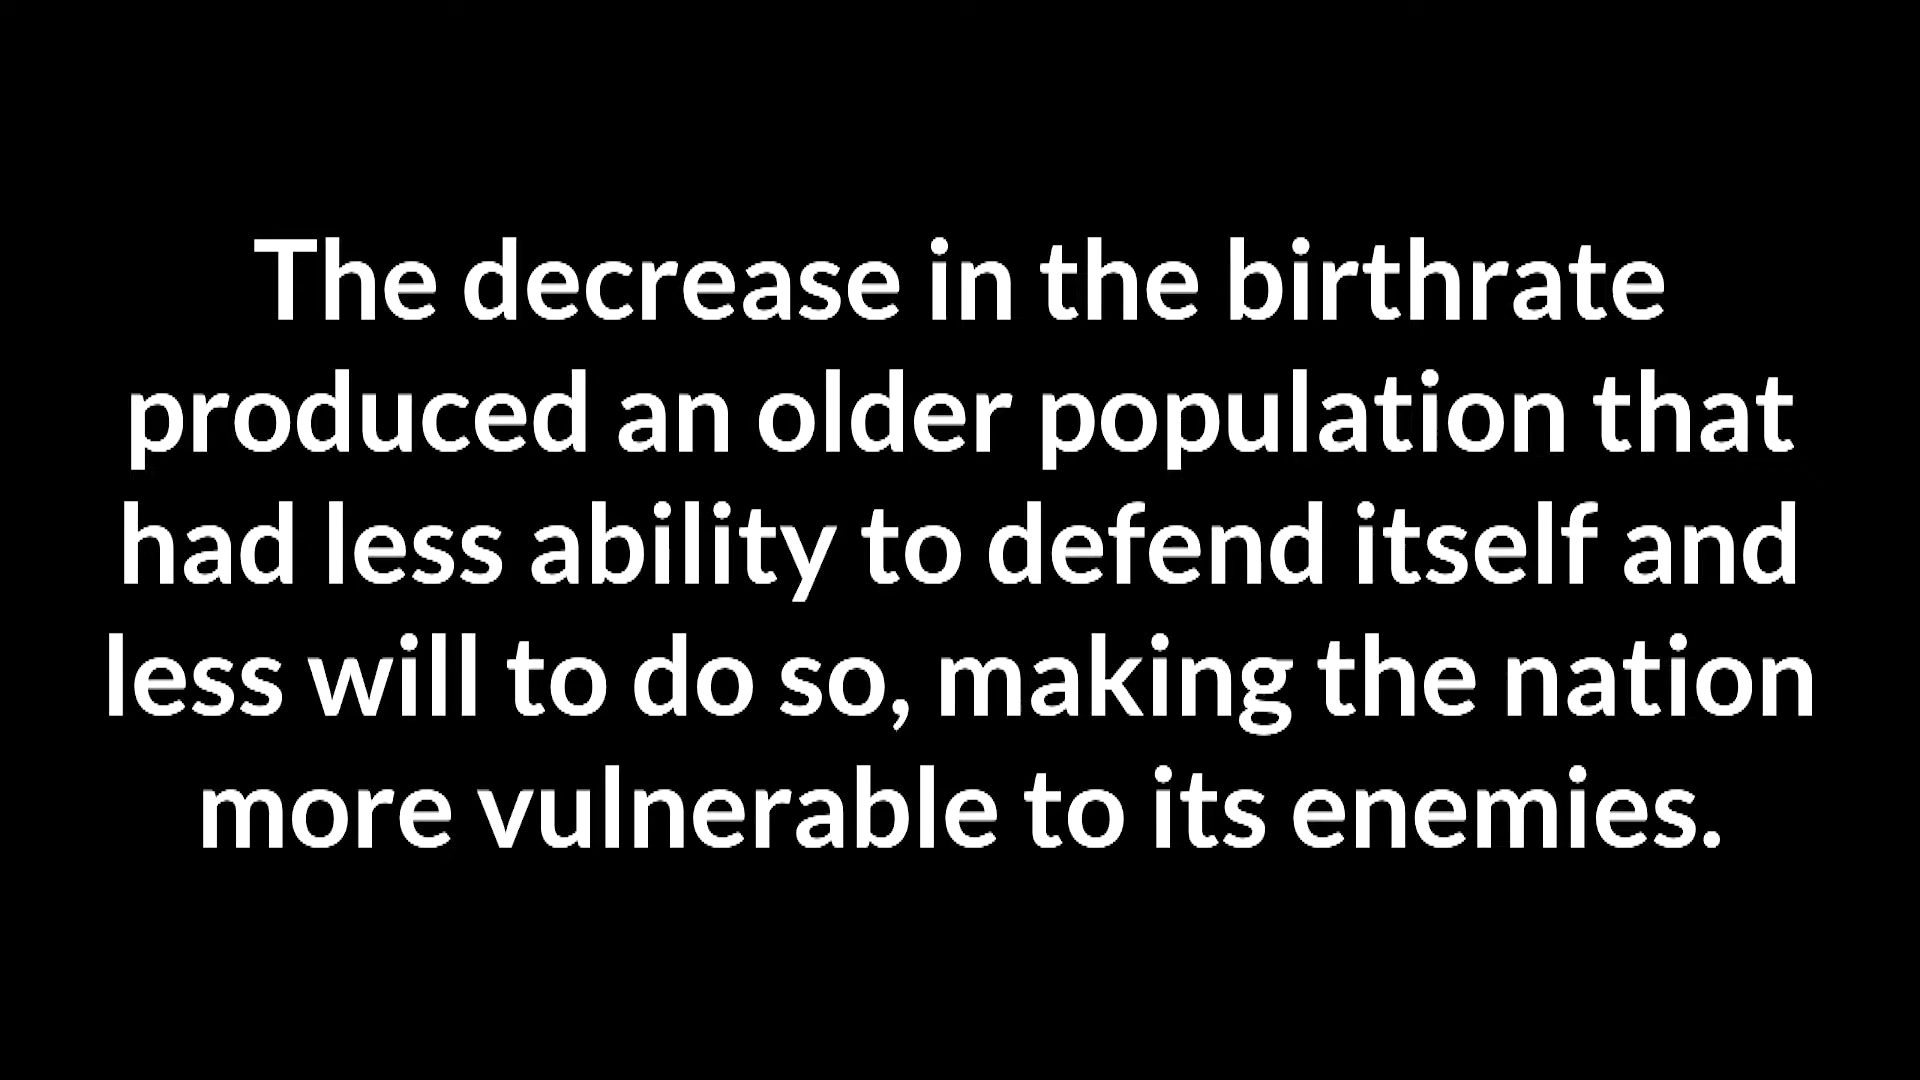 The decrease in the birthrate
produced an older population that
had less ability to defend itself and
less will to do so, making the nation
more vulnerable to its enemies.